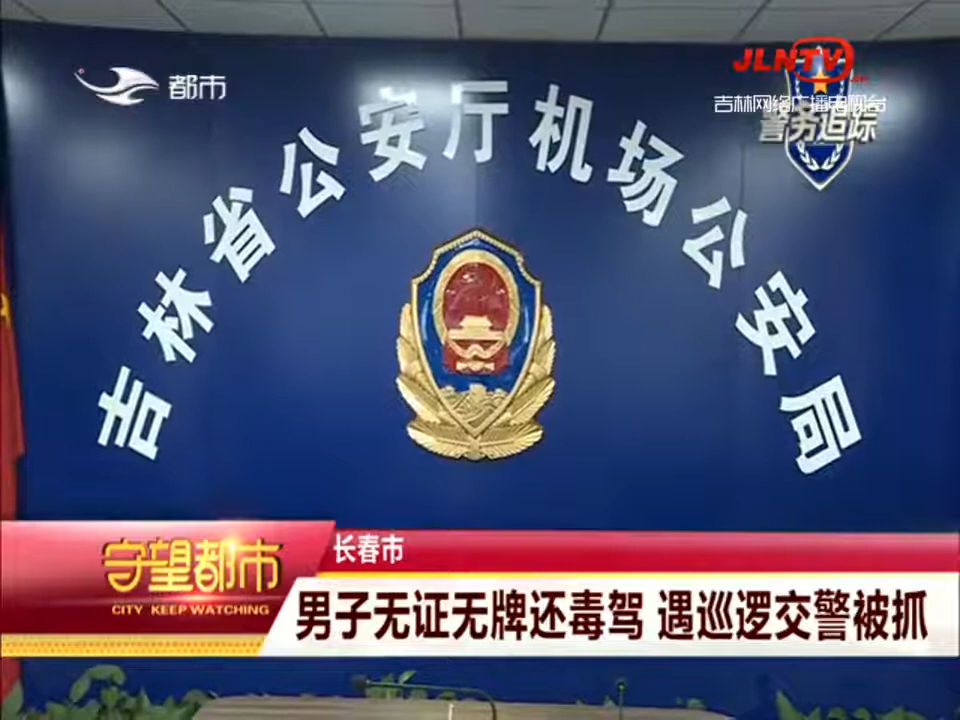 都市
JLNTV
吉林网络广播电视台
警务追踪
吉林省公安厅机场公安局
长春市
守望都市
CITY KEEP WATCHING
男子无证无牌还毒驾 遇巡逻交警被抓